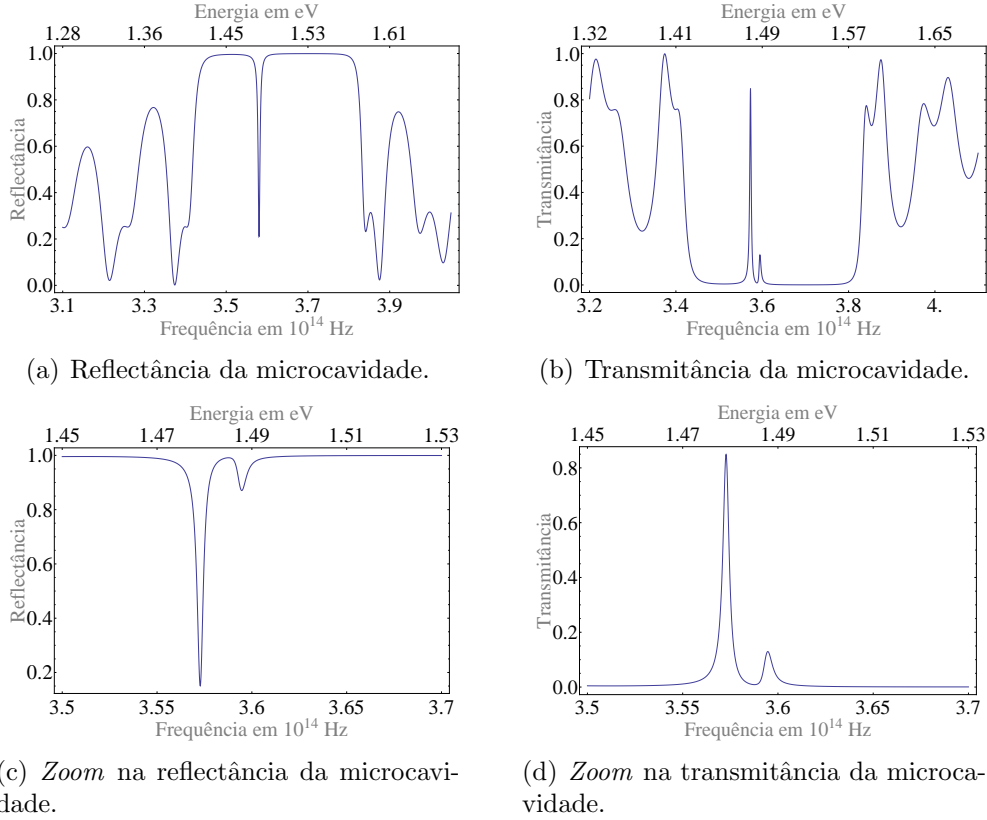 Energia em eV
1.28 1.36 1.45 1.53 1.61
1.0
0.8
0.6
0.4
0.2
0.0
Reflectância
3.1 3.3 3.5 3.7 3.9
Frequência em 10¹⁴ Hz
(a) Reflectância da microcavidade.
Energia em eV
1.32 1.41 1.49 1.57 1.65
1.0
0.8
0.6
0.4
0.2
0.0
Transmitância
3.2 3.4 3.6 3.8 4.
Frequência em 10¹⁴ Hz
(b) Transmitância da microcavidade.
Energia em eV
1.45 1.47 1.49 1.51 1.53
1.0
0.8
0.6
0.4
0.2
Reflectância
3.5 3.55 3.6 3.65 3.7
Frequência em 10¹⁴ Hz
(c) Zoom na reflectância da microcavi-
dade.
Energia em eV
1.45 1.47 1.49 1.51 1.53
0.8
0.6
0.4
0.2
0.0
Transmitância
3.5 3.55 3.6 3.65 3.7
Frequência em 10¹⁴ Hz
(d) Zoom na transmitância da microca-
vidade.